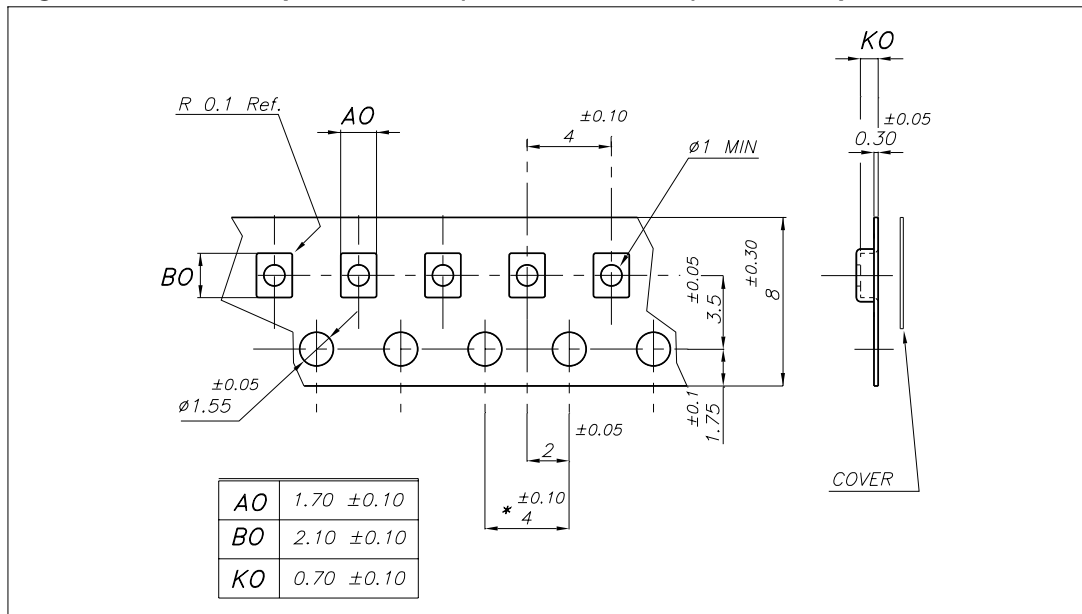 KO
R 0.1 Ref.
AO
±0.10
4
ø1 MIN
±0.05
0.30
BO
±0.05
3.5
±0.30
8
±0.05
ø1.55
±0.1
1.75
±0.05
2
±0.10
* 4
COVER
AO 1.70 ±0.10
BO 2.10 ±0.10
KO 0.70 ±0.10